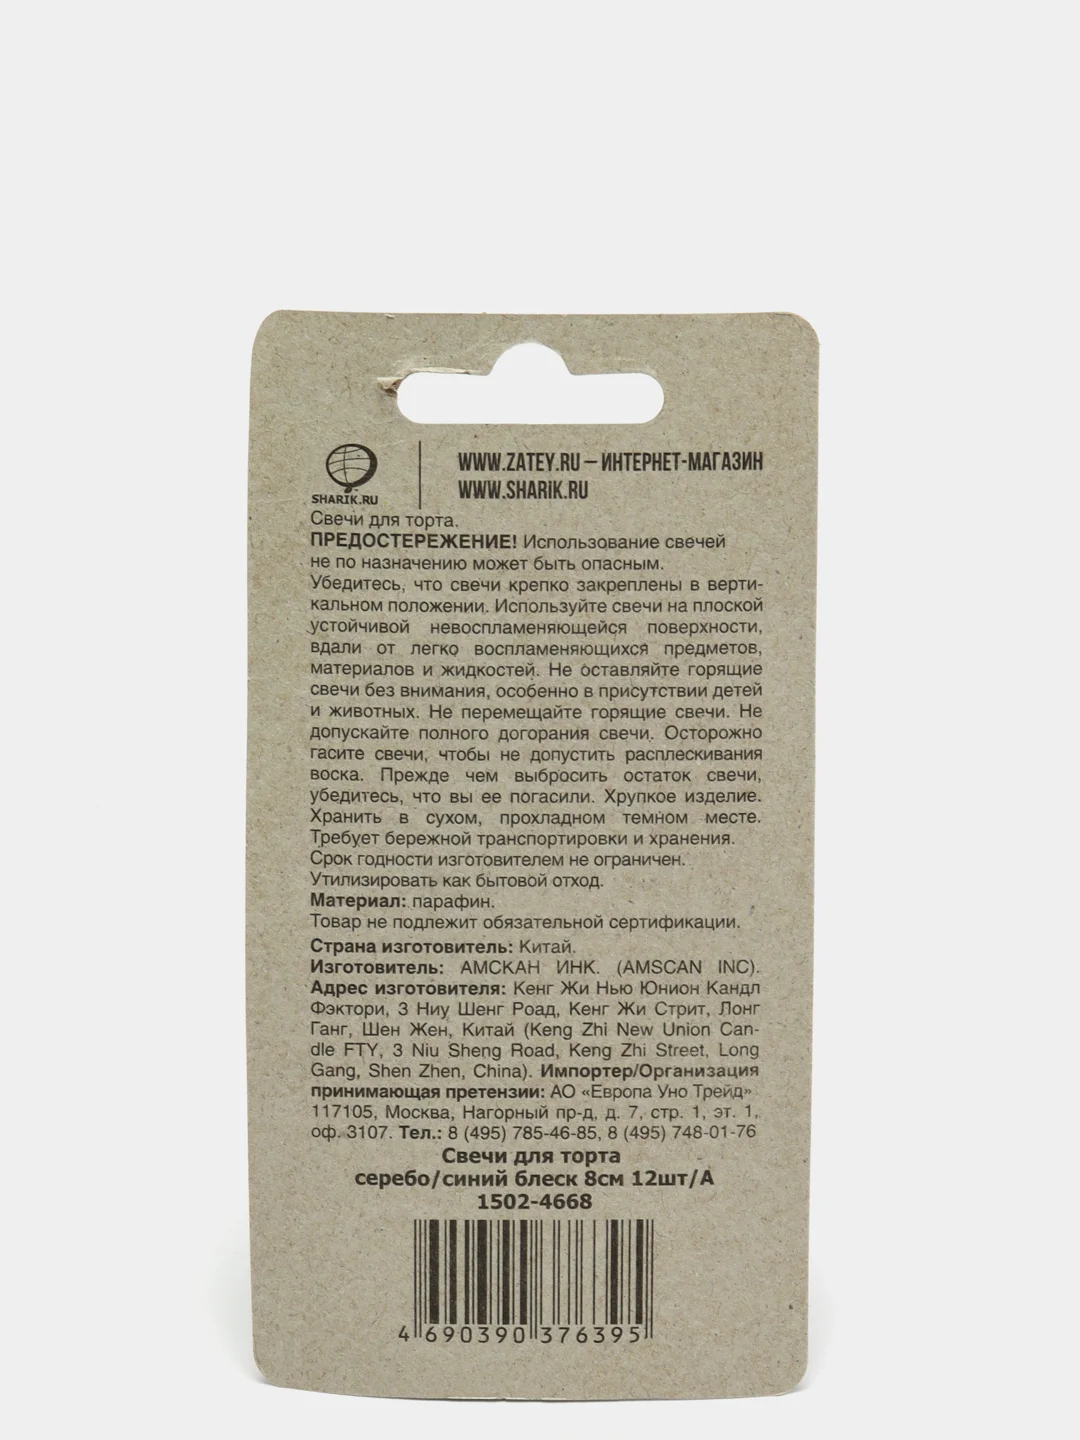 SHARIK.RU
WWW.ZATEY.RU – ИНТЕРНЕТ-МАГАЗИН
WWW.SHARiK.RU
Свечи для торта.
ПРЕДОСТЕРЕЖЕНИЕ! Использование свечей
не по назначению может быть опасным.
Убедитесь, что свечи крепко закреплены в верти-
кальном положении. Используйте свечи на плоской
устойчивой невоспламеняющейся поверхности,
вдали от легко воспламеняющихся предметов,
материалов и жидкостей. Не оставляйте горящие
свечи без внимания, особенно в присутствии детей
и животных. Не перемещайте горящие свечи. Не
допускайте полного догорания свечи. Осторожно
гасите свечи, чтобы не допустить расплескивания
воска. Прежде чем выбросить остаток свечи,
убедитесь, что вы ее погасили. Хрупкое изделие.
Хранить в сухом, прохладном темном месте.
Требует бережной транспортировки и хранения.
Срок годности изготовителем не ограничен.
Утилизировать как бытовой отход.
Материал: парафин.
Товар не подлежит обязательной сертификации.
Страна изготовитель: Китай.
Изготовитель: АМСКАН ИНК. (AMSCAN INC).
Адрес изготовителя: Кенг Жи Нью Юнион Кандл
Фэктори, 3 Ниу Шенг Роад, Кенг Жи Стрит, Лонг
Ганг, Шен Жен, Китай (Keng Zhi New Union Can-
dle FTY, 3 Niu Sheng Road, Keng Zhi Street, Long
Gang, Shen Zhen, China). Импортер/Организация
принимающая претензии: АО «Европа Уно Трейд»
117105, Москва, Нагорный пр-д, д. 7, стр. 1, эт. 1,
оф. 3107. Тел.: 8 (495) 785-46-85, 8 (495) 748-01-76
Свечи для торта
серебо/синий блеск 8см 12шт/А
1502-4668
4 690390 376395